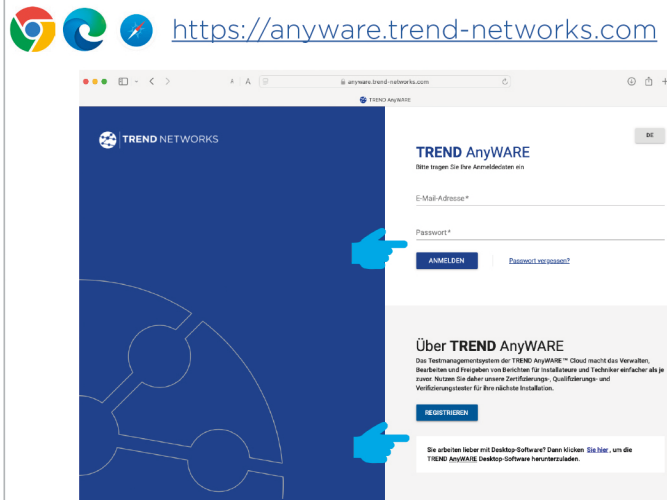 https://anyware.trend-networks.com
anyware.trend-networks.com
TREND AnyWARE
TREND NETWORKS
DE
TREND AnyWARE
Bitte tragen Sie Ihre Anmeldedaten ein
E-Mail-Adresse*
Passwort*
ANMELDEN
Passwort vergessen?
Über TREND AnyWARE
Das Testmanagementsystem der TREND AnyWARE™ Cloud macht das Verwalten,
Bearbeiten und Freigeben von Berichten für Installateure und Techniker einfacher als je
zuvor. Nutzen Sie daher unsere Zertifizierungs-, Qualifizierungs- und
Verifizierungstester für ihre nächste Installation.
REGISTRIEREN
Sie arbeiten lieber mit Desktop-Software? Dann klicken Sie hier , um die
TREND AnyWARE Desktop-Software herunterzuladen.